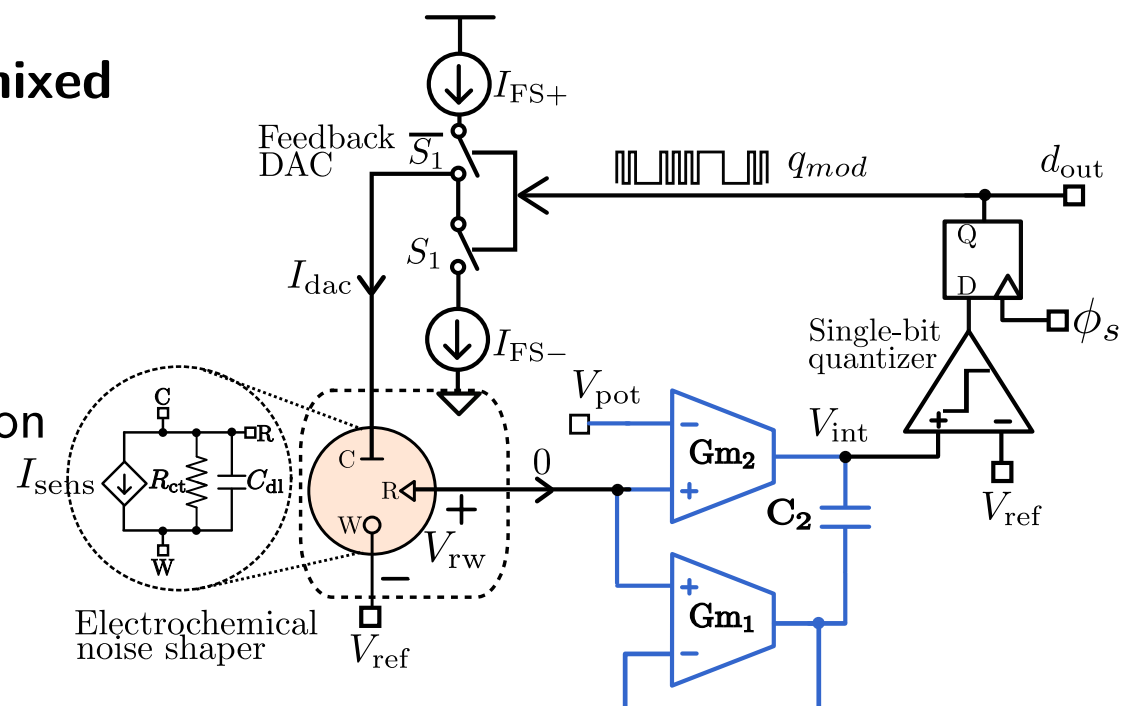 nixed
on
I_FS+
Feedback
DAC
S̅₁
q_mod
d_out
S₁
I_dac
I_FS−
Q
D
ϕ_s
Single-bit
quantizer
+ −
V_ref
V_pot
− Gm₂ +
V_int
C₂
0
C
R
W
+
V_rw
−
V_ref
C
R
I_sens
R_ct
C_dl
W
Electrochemical
noise shaper
+ Gm₁ −